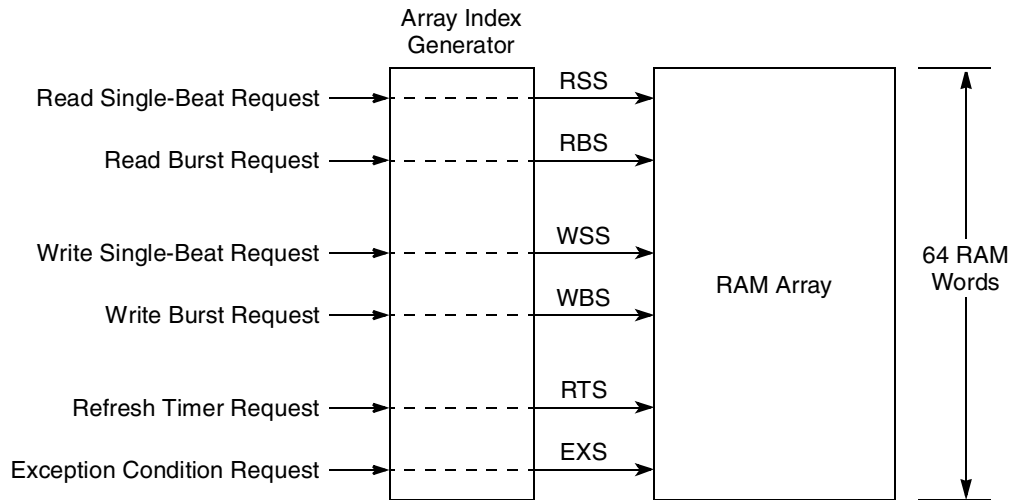 Array Index
Generator
Read Single-Beat Request
RSS
Read Burst Request
RBS
Write Single-Beat Request
WSS
Write Burst Request
WBS
RAM Array
64 RAM
Words
Refresh Timer Request
RTS
Exception Condition Request
EXS